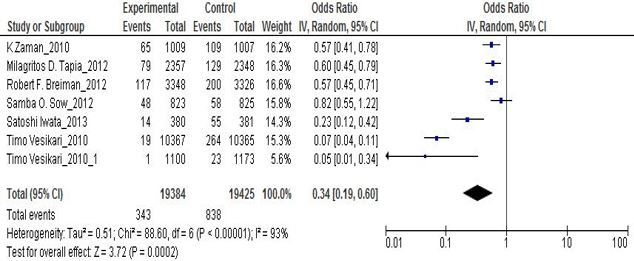 Experimental Control Odds Ratio Odds Ratio
Study or Subgroup Events Total Events Total Weight IV, Random, 95% CI IV, Random, 95% CI
K Zaman_2010 65 1009 109 1007 16.2% 0.57 [0.41, 0.78]
Milagritos D. Tapia_2012 79 2357 129 2348 16.4% 0.60 [0.45, 0.79]
Robert F. Breiman_2012 117 3348 200 3326 16.6% 0.57 [0.45, 0.71]
Samba O. Sow_2012 48 823 58 825 15.8% 0.82 [0.55, 1.22]
Satoshi Iwata_2013 14 380 55 381 14.1% 0.23 [0.12, 0.42]
Timo Vesikari_2010 19 10367 264 10365 15.3% 0.07 [0.04, 0.11]
Timo Vesikari_2010_1 1 1100 23 1173 5.6% 0.05 [0.01, 0.34]
Total (95% CI) 19384 19425 100.0% 0.34 [0.19, 0.60]
Total events 343 838
Heterogeneity: Tau² = 0.51; Chi² = 88.60, df = 6 (P < 0.00001); I² = 93%
Test for overall effect: Z = 3.72 (P = 0.0002)
0.01 0.1 1 10 100